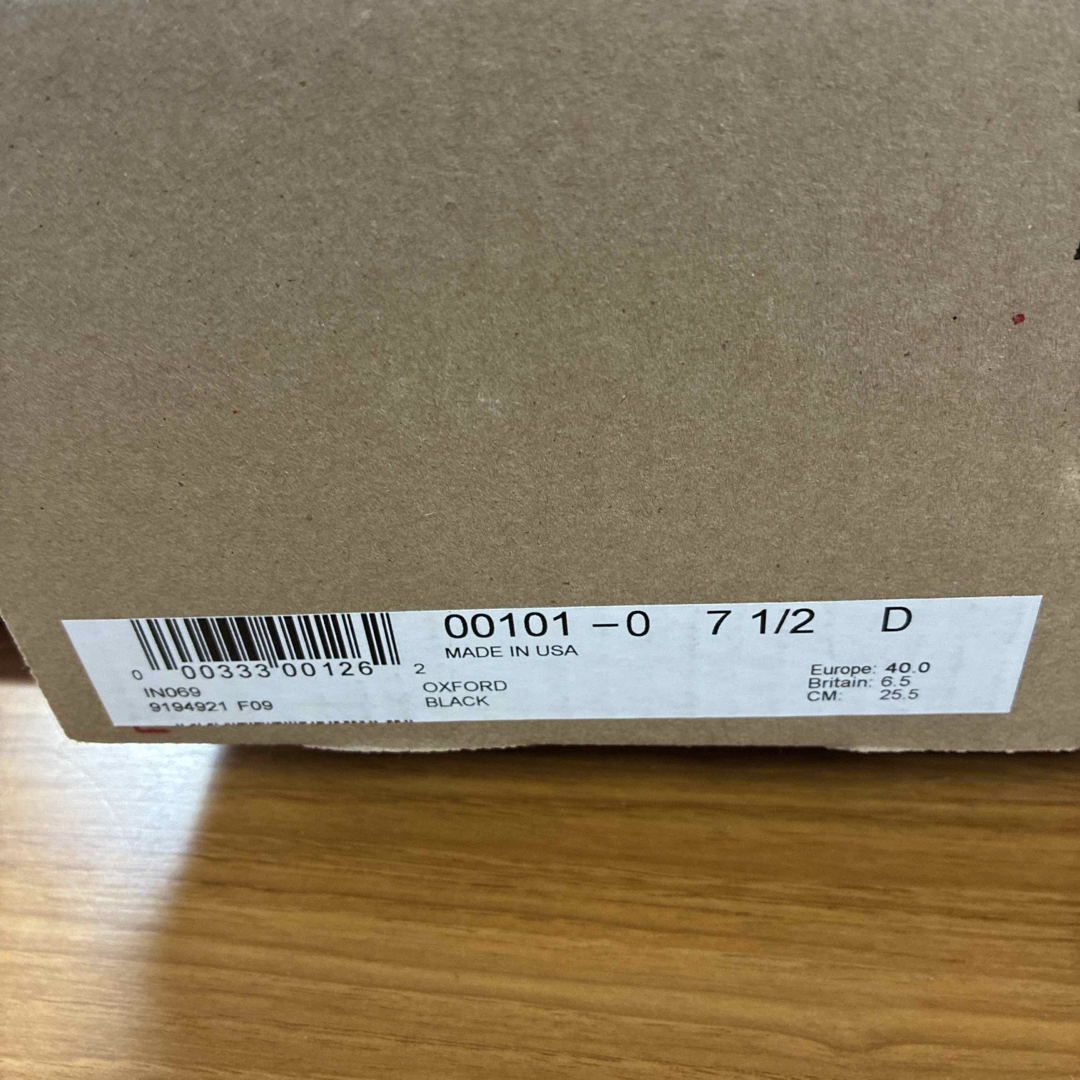 00101 – 0 7 1/2 D
MADE IN USA
0 00333 00126 2
IN069
9194921 F09
OXFORD
BLACK
Europe: 40.0
Britain: 6.5
CM: 25.5